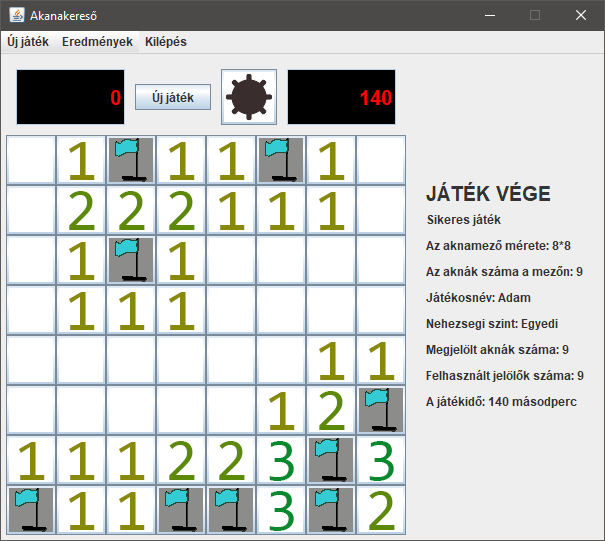 Akanakereső
Új játék Eredmények Kilépés
0 Új játék 140
1 1 1 1
2 2 2 1 1 1
1 1
1 1 1
1 1
1 2
1 1 1 2 2 3 3
1 1 3 2
JÁTÉK VÉGE
Sikeres játék
Az aknamező mérete: 8*8
Az aknák száma a mezőn: 9
Játékosnév: Adam
Nehezsegi szint: Egyedi
Megjelölt aknák száma: 9
Felhasznált jelölők száma: 9
A játékidő: 140 másodperc